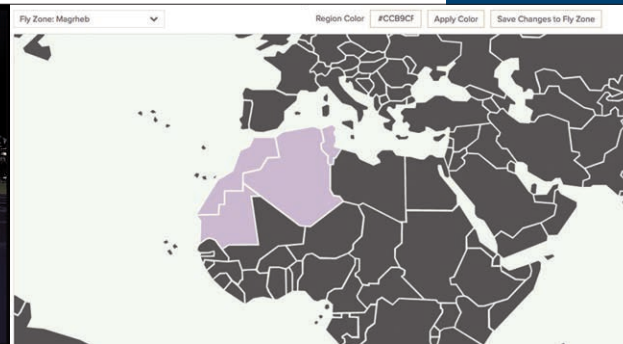 Fly Zone: Magrheb
Region Color #CCB9CF Apply Color Save Changes to Fly Zone